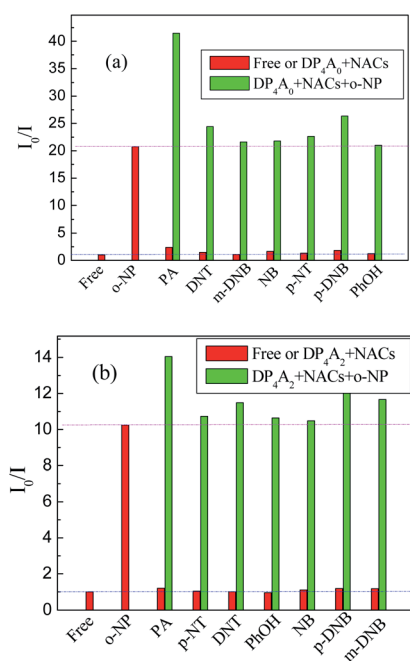 (a)
Free or DP₄A₀+NACs
DP₄A₀+NACs+o-NP
I₀/I
40
35
30
25
20
15
10
5
0
Free
o-NP
PA
DNT
m-DNB
NB
p-NT
p-DNB
PhOH
(b)
Free or DP₄A₂+NACs
DP₄A₂+NACs+o-NP
I₀/I
14
12
10
8
6
4
2
0
Free
o-NP
PA
p-NT
DNT
PhOH
NB
p-DNB
m-DNB